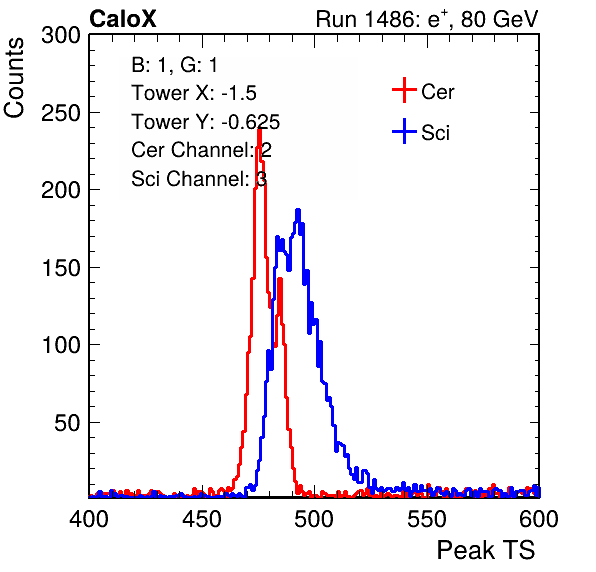 CaloX Run 1486: e⁺, 80 GeV
Counts
300
250
200
150
100
50
B: 1, G: 1
Tower X: -1.5
Tower Y: -0.625
Cer Channel: 2
Sci Channel: 3
Cer
Sci
400 450 500 550 600
Peak TS